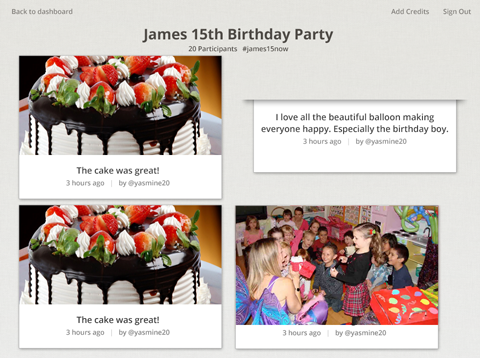 Back to dashboard
Add Credits
Sign Out
James 15th Birthday Party
20 Participants #james15now
The cake was great!
3 hours ago | by @yasmine20
I love all the beautiful balloon making
everyone happy. Especially the birthday boy.
3 hours ago | by @yasmine20
The cake was great!
3 hours ago | by @yasmine20
3 hours ago | by @yasmine20